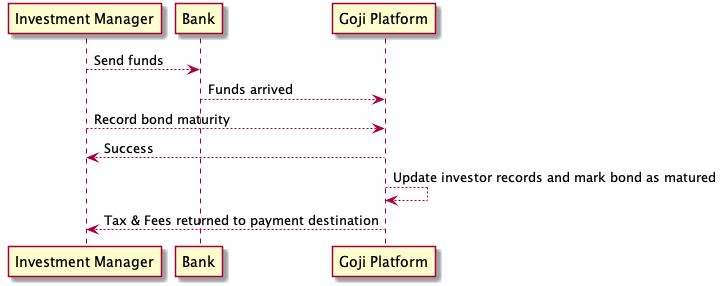 Investment Manager
Bank
Goji Platform
Send funds
Funds arrived
Record bond maturity
Success
Update investor records and mark bond as matured
Tax & Fees returned to payment destination
Investment Manager
Bank
Goji Platform